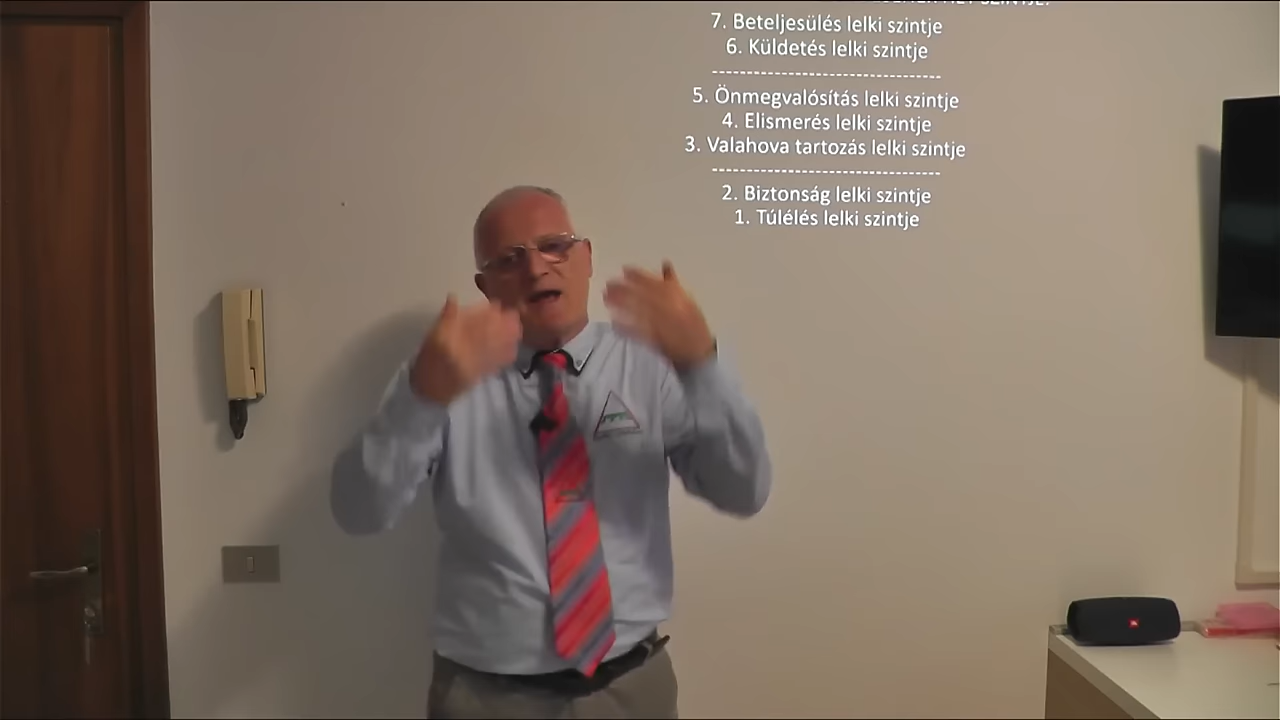 7. Beteljesülés lelki szintje
6. Küldetés lelki szintje
---------------------------------
5. Önmegvalósítás lelki szintje
4. Elismerés lelki szintje
3. Valahova tartozás lelki szintje
---------------------------------
2. Biztonság lelki szintje
1. Túlélés lelki szintje
JBL